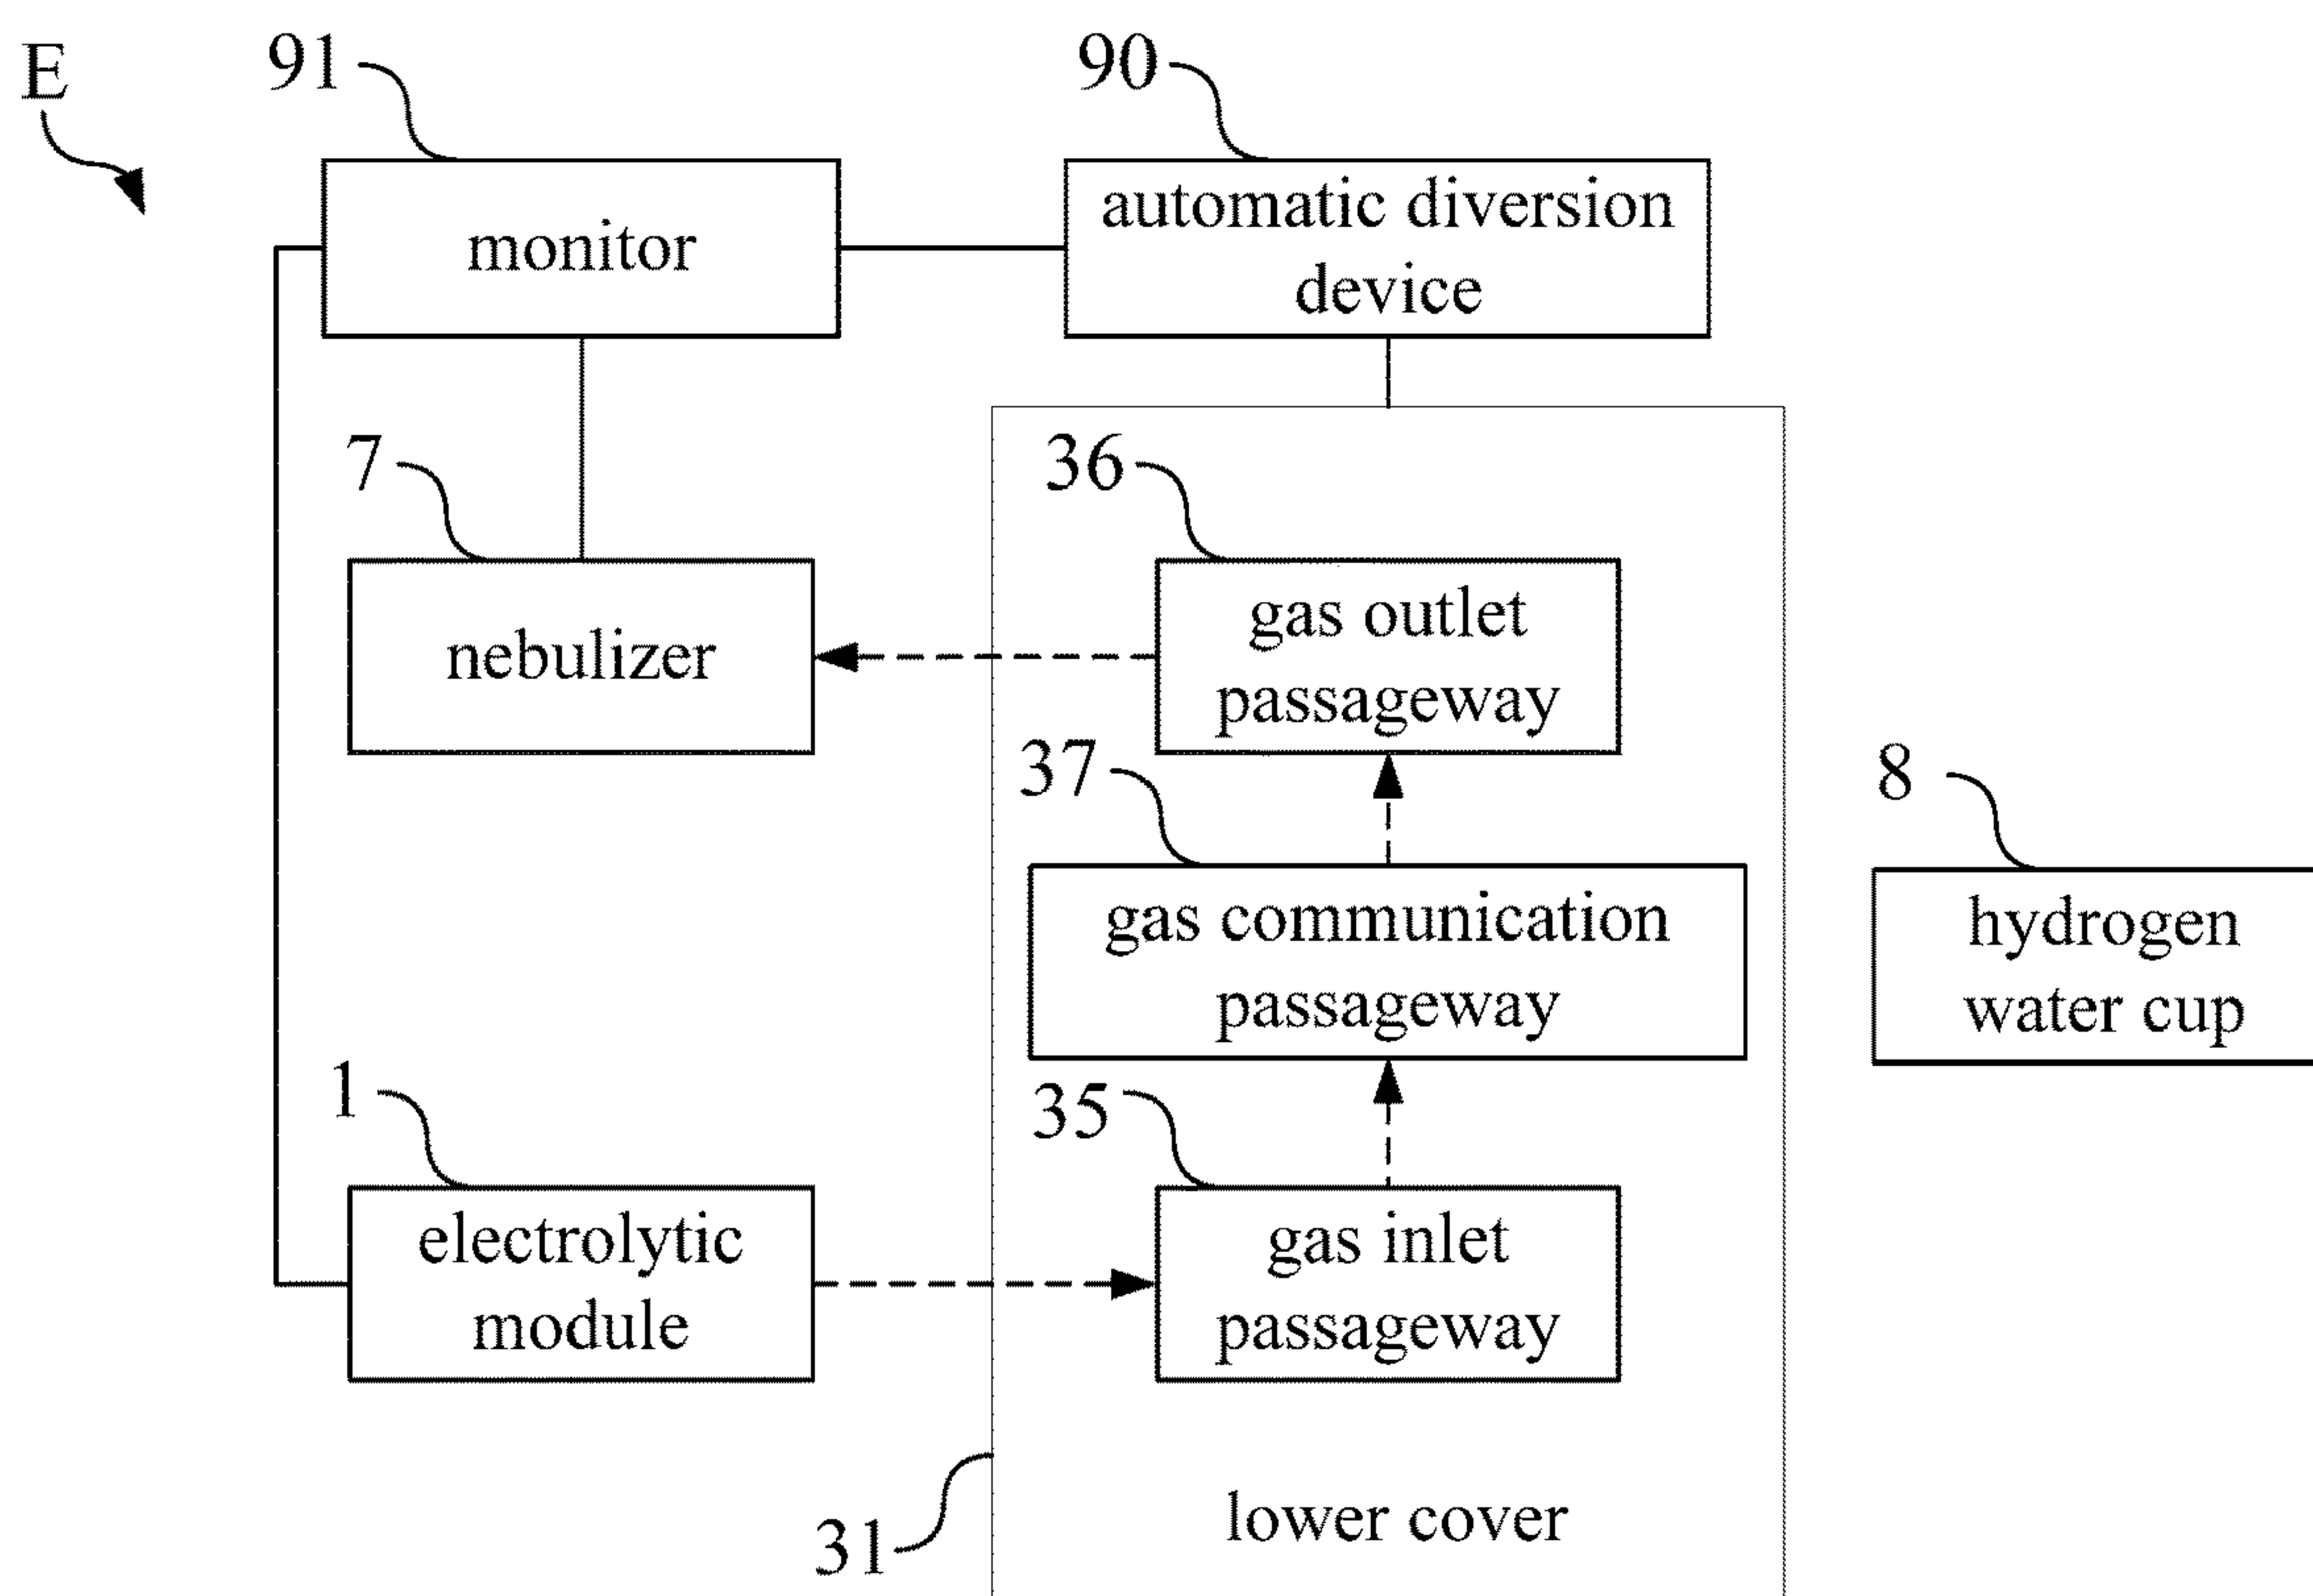 E
91
90
monitor
automatic diversion
device
7
36
nebulizer
gas outlet
passageway
37
8
gas communication
passageway
hydrogen
water cup
1
35
electrolytic
module
gas inlet
passageway
31
lower cover